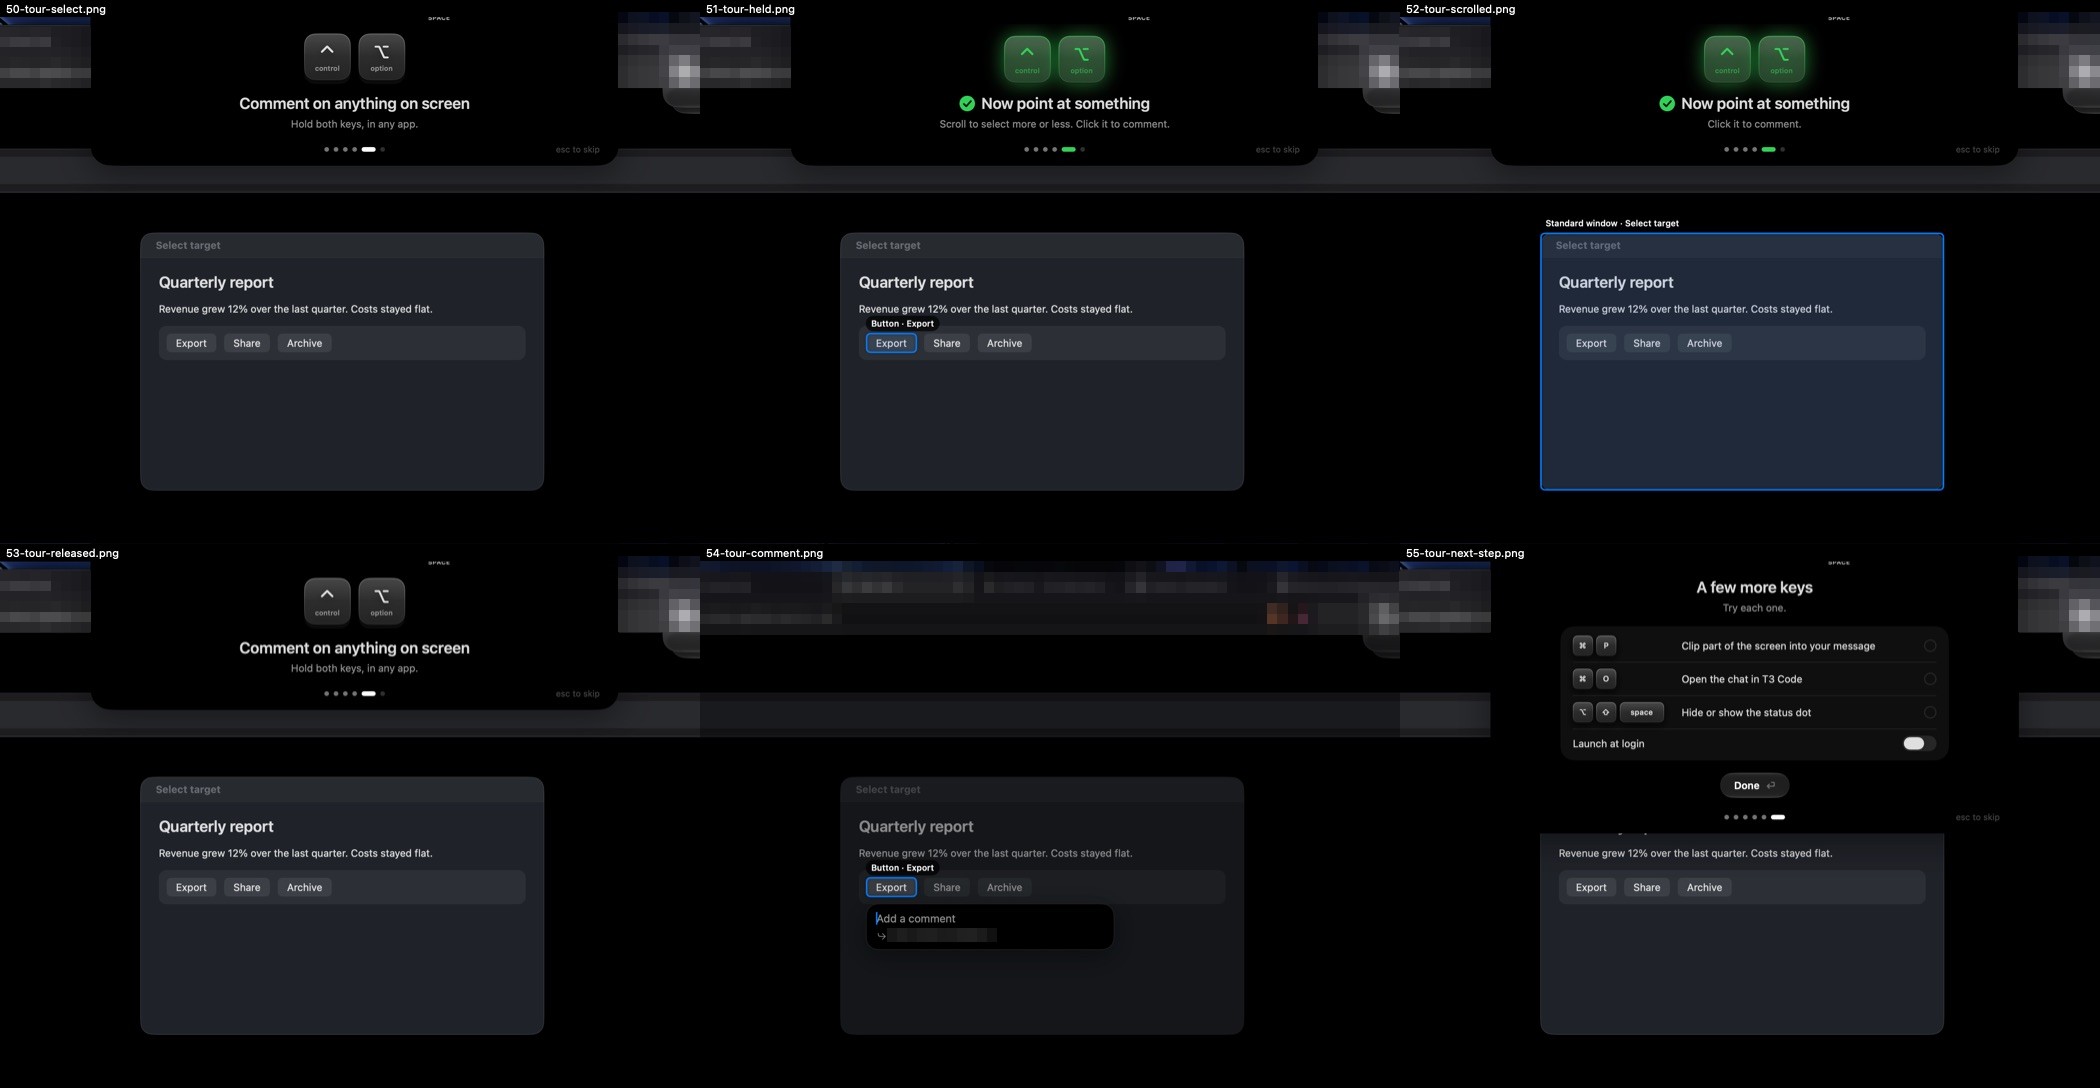 50-tour-select.png
SPACE
control
option
Comment on anything on screen
Hold both keys, in any app.
esc to skip
Select target
Quarterly report
Revenue grew 12% over the last quarter. Costs stayed flat.
Export
Share
Archive
51-tour-held.png
SPACE
control
option
Now point at something
Scroll to select more or less. Click it to comment.
esc to skip
Select target
Quarterly report
Revenue grew 12% over the last quarter. Costs stayed flat.
Button · Export
Export
Share
Archive
52-tour-scrolled.png
SPACE
control
option
Now point at something
Click it to comment.
esc to skip
Standard window · Select target
Select target
Quarterly report
Revenue grew 12% over the last quarter. Costs stayed flat.
Export
Share
Archive
53-tour-released.png
SPACE
control
option
Comment on anything on screen
Hold both keys, in any app.
esc to skip
Select target
Quarterly report
Revenue grew 12% over the last quarter. Costs stayed flat.
Export
Share
Archive
54-tour-comment.png
Select target
Quarterly report
Revenue grew 12% over the last quarter. Costs stayed flat.
Button · Export
Export
Share
Archive
Add a comment
55-tour-next-step.png
SPACE
A few more keys
Try each one.
⌘ P Clip part of the screen into your message
⌘ O Open the chat in T3 Code
⌥ ⇧ space Hide or show the status dot
Launch at login
Done
esc to skip
Revenue grew 12% over the last quarter. Costs stayed flat.
Export
Share
Archive